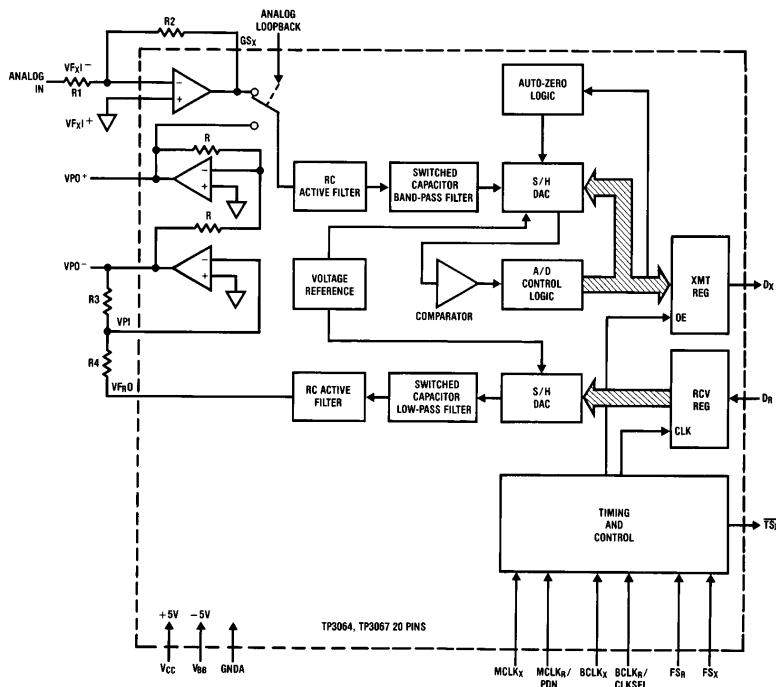 R2
ANALOG
LOOPBACK
GSX
ANALOG
IN
VFXI−
R1
VFXI+
AUTO-ZERO
LOGIC
R
VPO+
RC
ACTIVE FILTER
SWITCHED
CAPACITOR
BAND-PASS FILTER
S/H
DAC
R
VPO−
VOLTAGE
REFERENCE
COMPARATOR
A/D
CONTROL
LOGIC
XMT
REG
DX
OE
R3
VPI
R4
VFRO
RC ACTIVE
FILTER
SWITCHED
CAPACITOR
LOW-PASS FILTER
S/H
DAC
RCV
REG
DR
CLK
TIMING
AND
CONTROL
+5V
−5V
TP3064, TP3067 20 PINS
VCC
VBB
GNDA
MCLKX
MCLKR/
PDN
BCLKX
BCLKR/
CLKSEL
FSR
FSX